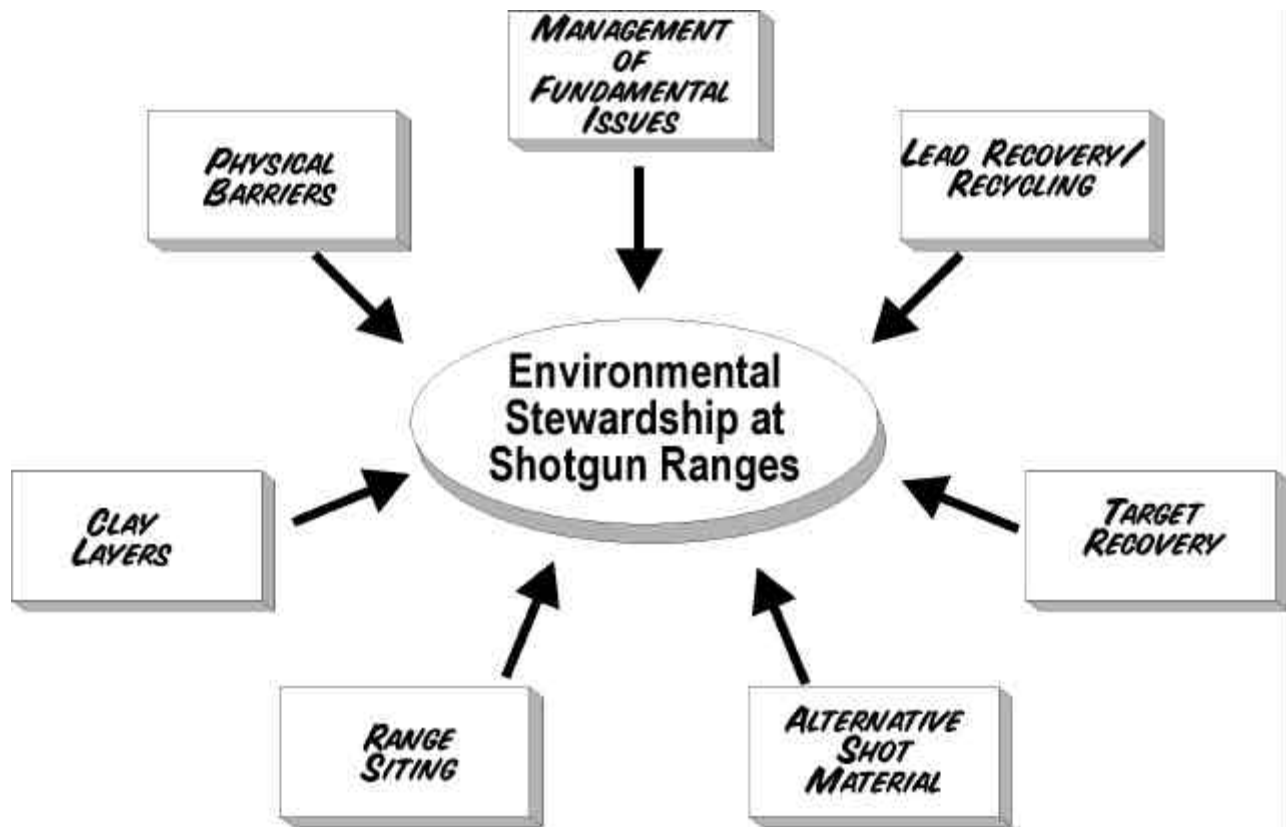 MANAGEMENT
OF
FUNDAMENTAL
ISSUES
PHYSICAL
BARRIERS
LEAD RECOVERY/
RECYCLING
Environmental
Stewardship at
Shotgun Ranges
CLAY
LAYERS
TARGET
RECOVERY
RANGE
SITING
ALTERNATIVE
SHOT
MATERIAL